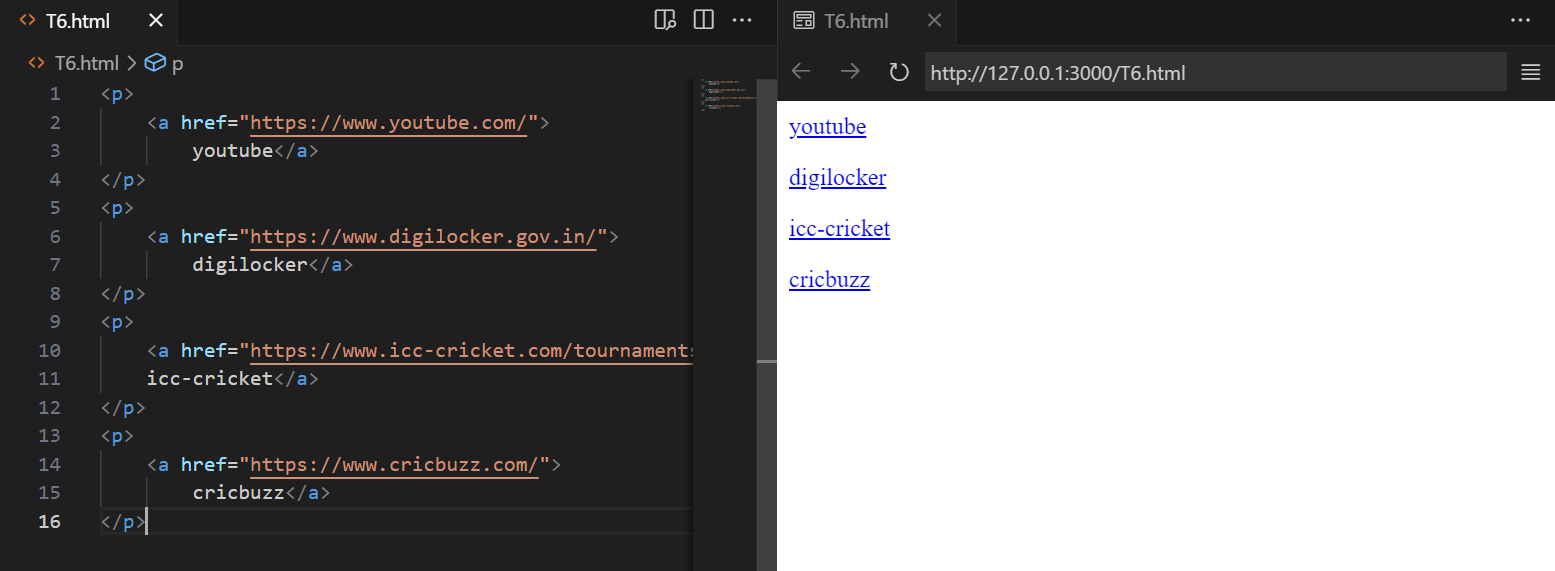 T6.html
T6.html > p
1 <p>
2     <a href="https://www.youtube.com/">
3         youtube</a>
4 </p>
5 <p>
6     <a href="https://www.digilocker.gov.in/">
7         digilocker</a>
8 </p>
9 <p>
10     <a href="https://www.icc-cricket.com/tournaments
11     icc-cricket</a>
12 </p>
13 <p>
14     <a href="https://www.cricbuzz.com/">
15         cricbuzz</a>
16 </p>
T6.html
http://127.0.0.1:3000/T6.html
youtube
digilocker
icc-cricket
cricbuzz